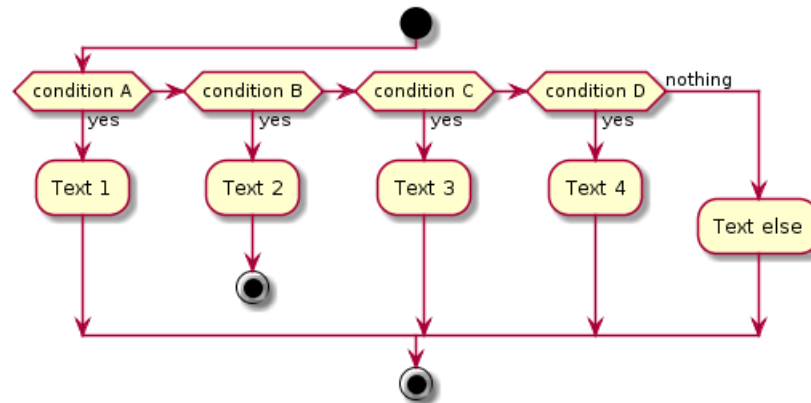 condition A
condition B
condition C
condition D
nothing
yes
yes
yes
yes
Text 1
Text 2
Text 3
Text 4
Text else